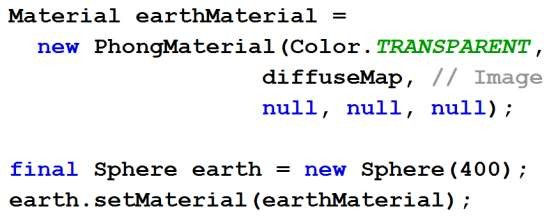 Material earthMaterial =
new PhongMaterial(Color.TRANSPARENT,
diffuseMap, // Image
null, null, null);
final Sphere earth = new Sphere(400);
earth.setMaterial(earthMaterial);